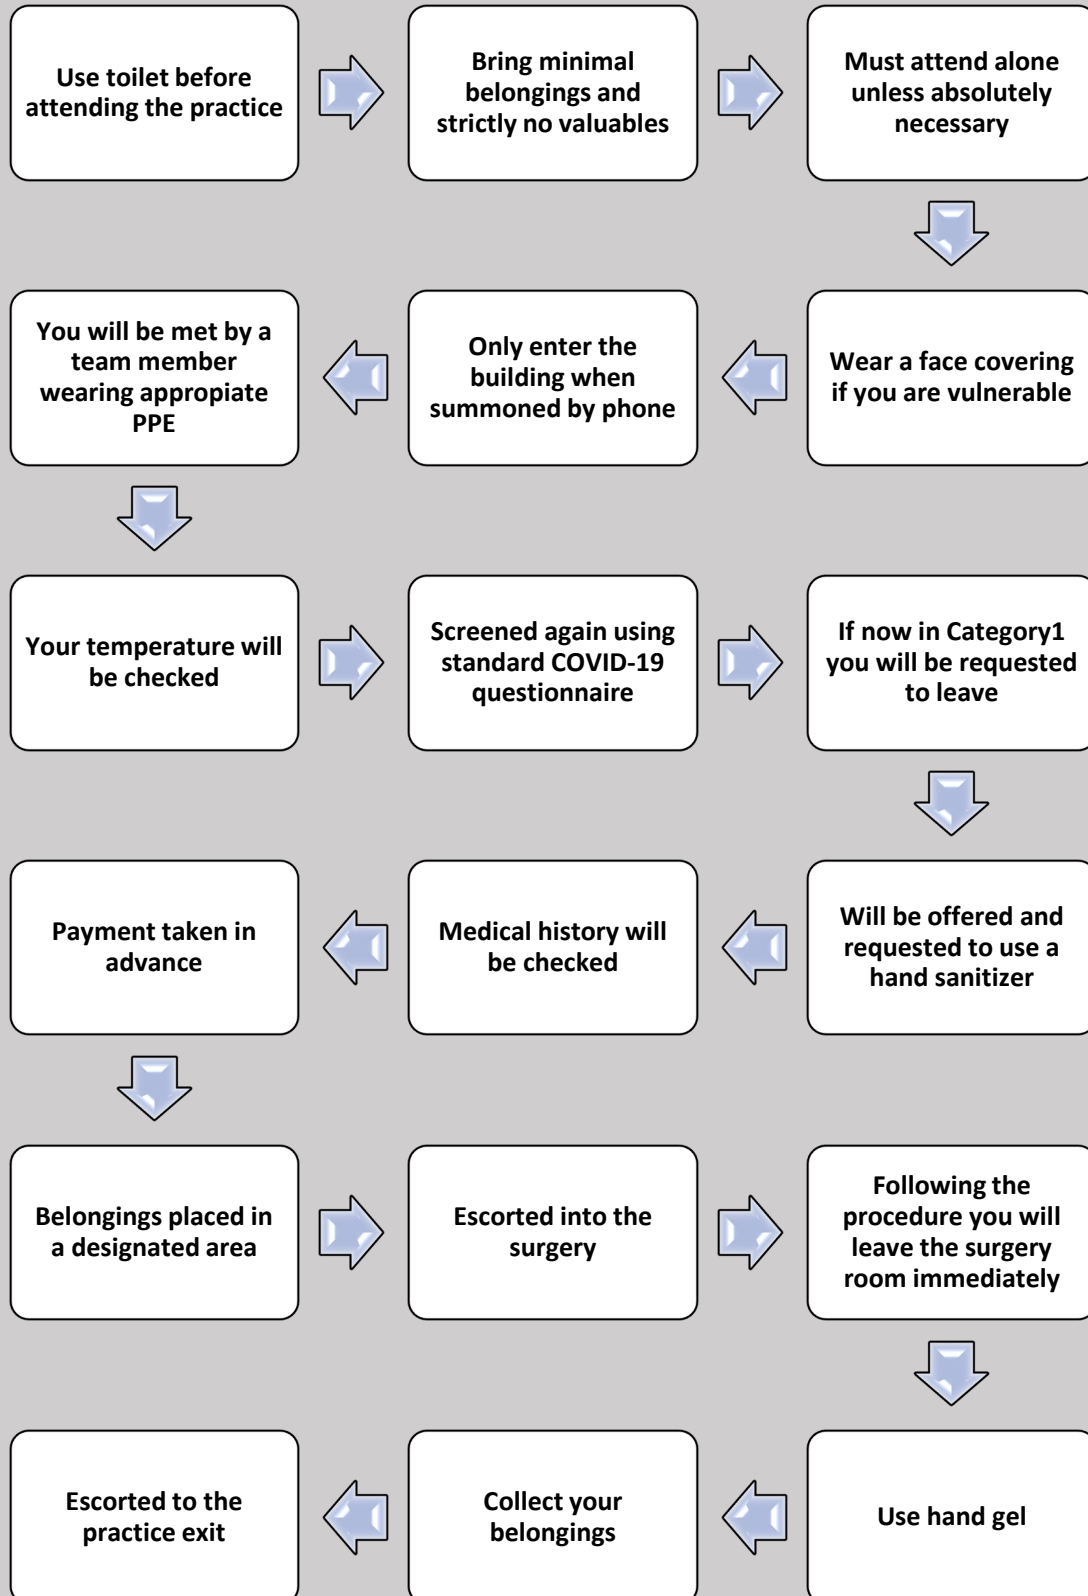 Use toilet before
attending the practice
Bring minimal
belongings and
strictly no valuables
Must attend alone
unless absolutely
necessary
Wear a face covering
if you are vulnerable
Only enter the
building when
summoned by phone
You will be met by a
team member
wearing appropiate
PPE
Your temperature will
be checked
Screened again using
standard COVID-19
questionnaire
If now in Category1
you will be requested
to leave
Will be offered and
requested to use a
hand sanitizer
Medical history will
be checked
Payment taken in
advance
Belongings placed in
a designated area
Escorted into the
surgery
Following the
procedure you will
leave the surgery
room immediately
Use hand gel
Collect your
belongings
Escorted to the
practice exit